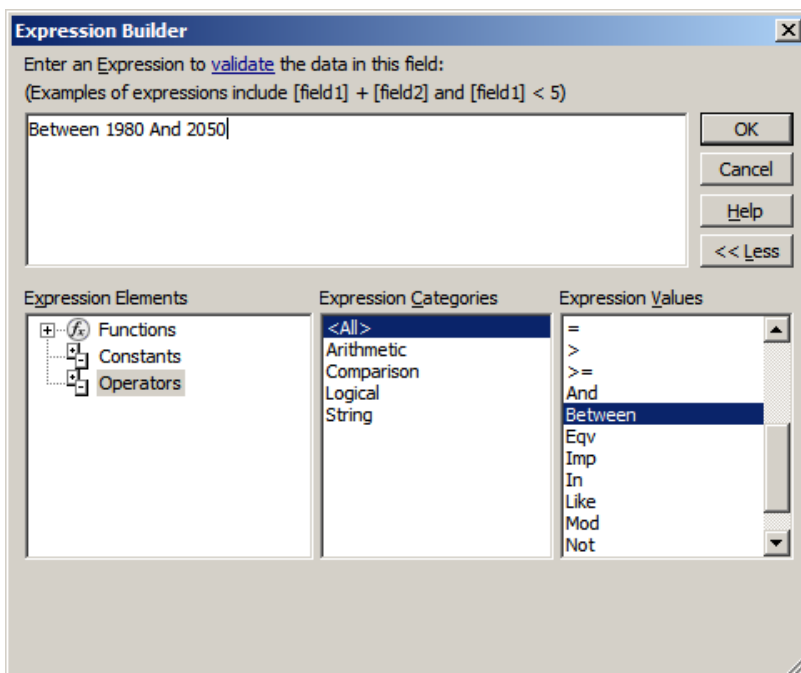 Expression Builder
Enter an Expression to validate the data in this field:
(Examples of expressions include [field1] + [field2] and [field1] < 5)
Between 1980 And 2050
OK
Cancel
Help
<< Less
Expression Elements
Functions
Constants
Operators
Expression Categories
<All>
Arithmetic
Comparison
Logical
String
Expression Values
=
>
>=
And
Between
Eqv
Imp
In
Like
Mod
Not